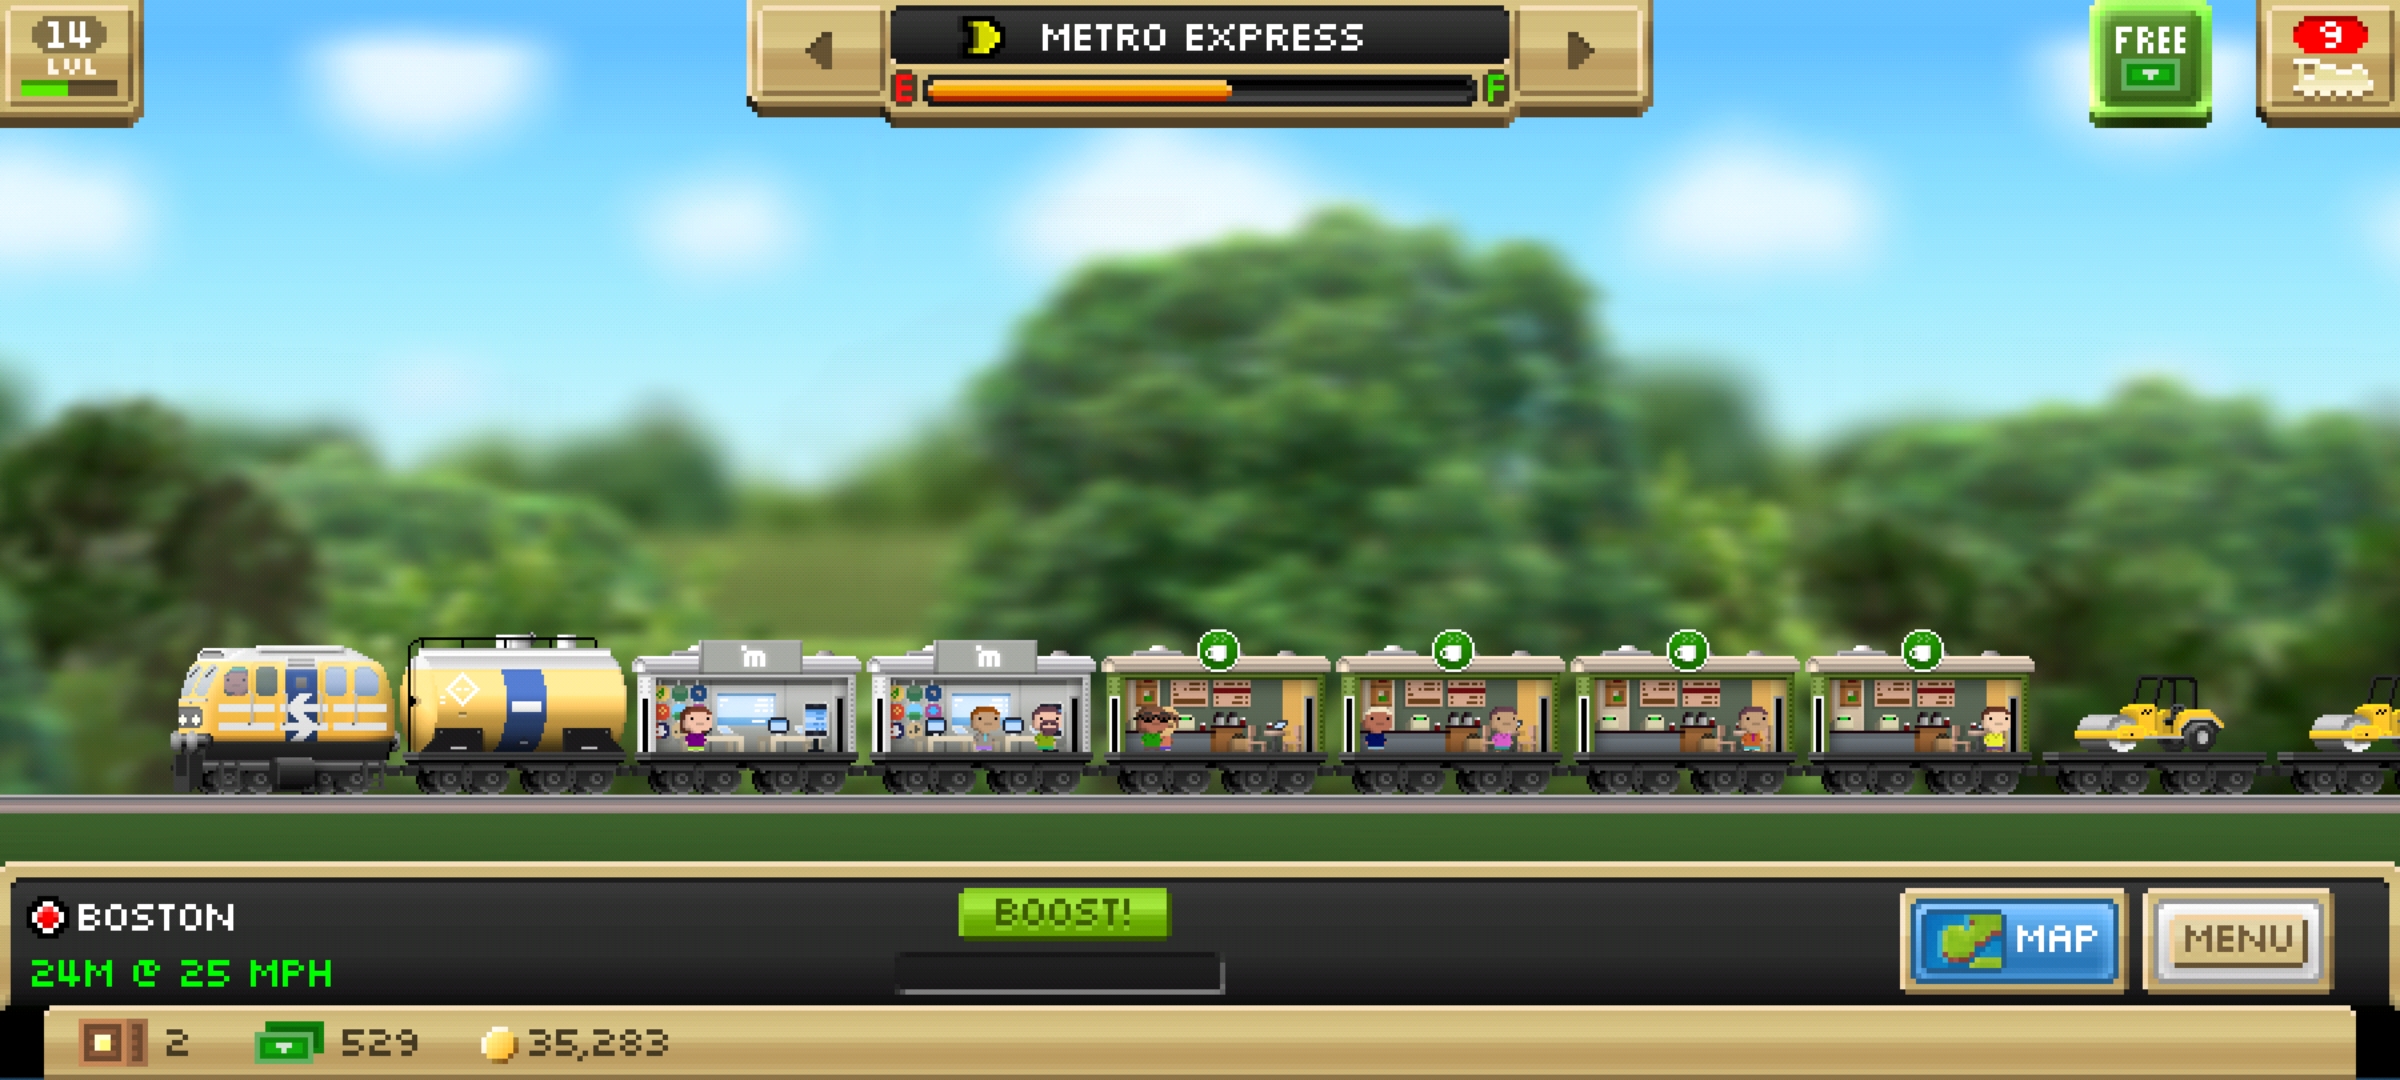 14
LVL
METRO EXPRESS
E F
FREE
9
m
m
BOSTON
24M @ 25 MPH
BOOST!
MAP
MENU
2
529
35,283